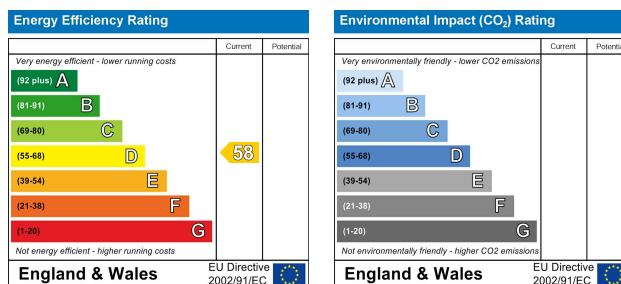 Energy Efficiency Rating
Current Potential
Very energy efficient - lower running costs
(92 plus) A
(81-91) B
(69-80) C
(55-68) D
58
(39-54) E
(21-38) F
(1-20) G
Not energy efficient - higher running costs
England & Wales
EU Directive
2002/91/EC
Environmental Impact (CO2) Rating
Current Potentia
Very environmentally friendly - lower CO2 emissions
(92 plus) A
(81-91) B
(69-80) C
(55-68) D
(39-54) E
(21-38) F
(1-20) G
Not environmentally friendly - higher CO2 emissions
England & Wales
EU Directive
2002/91/EC